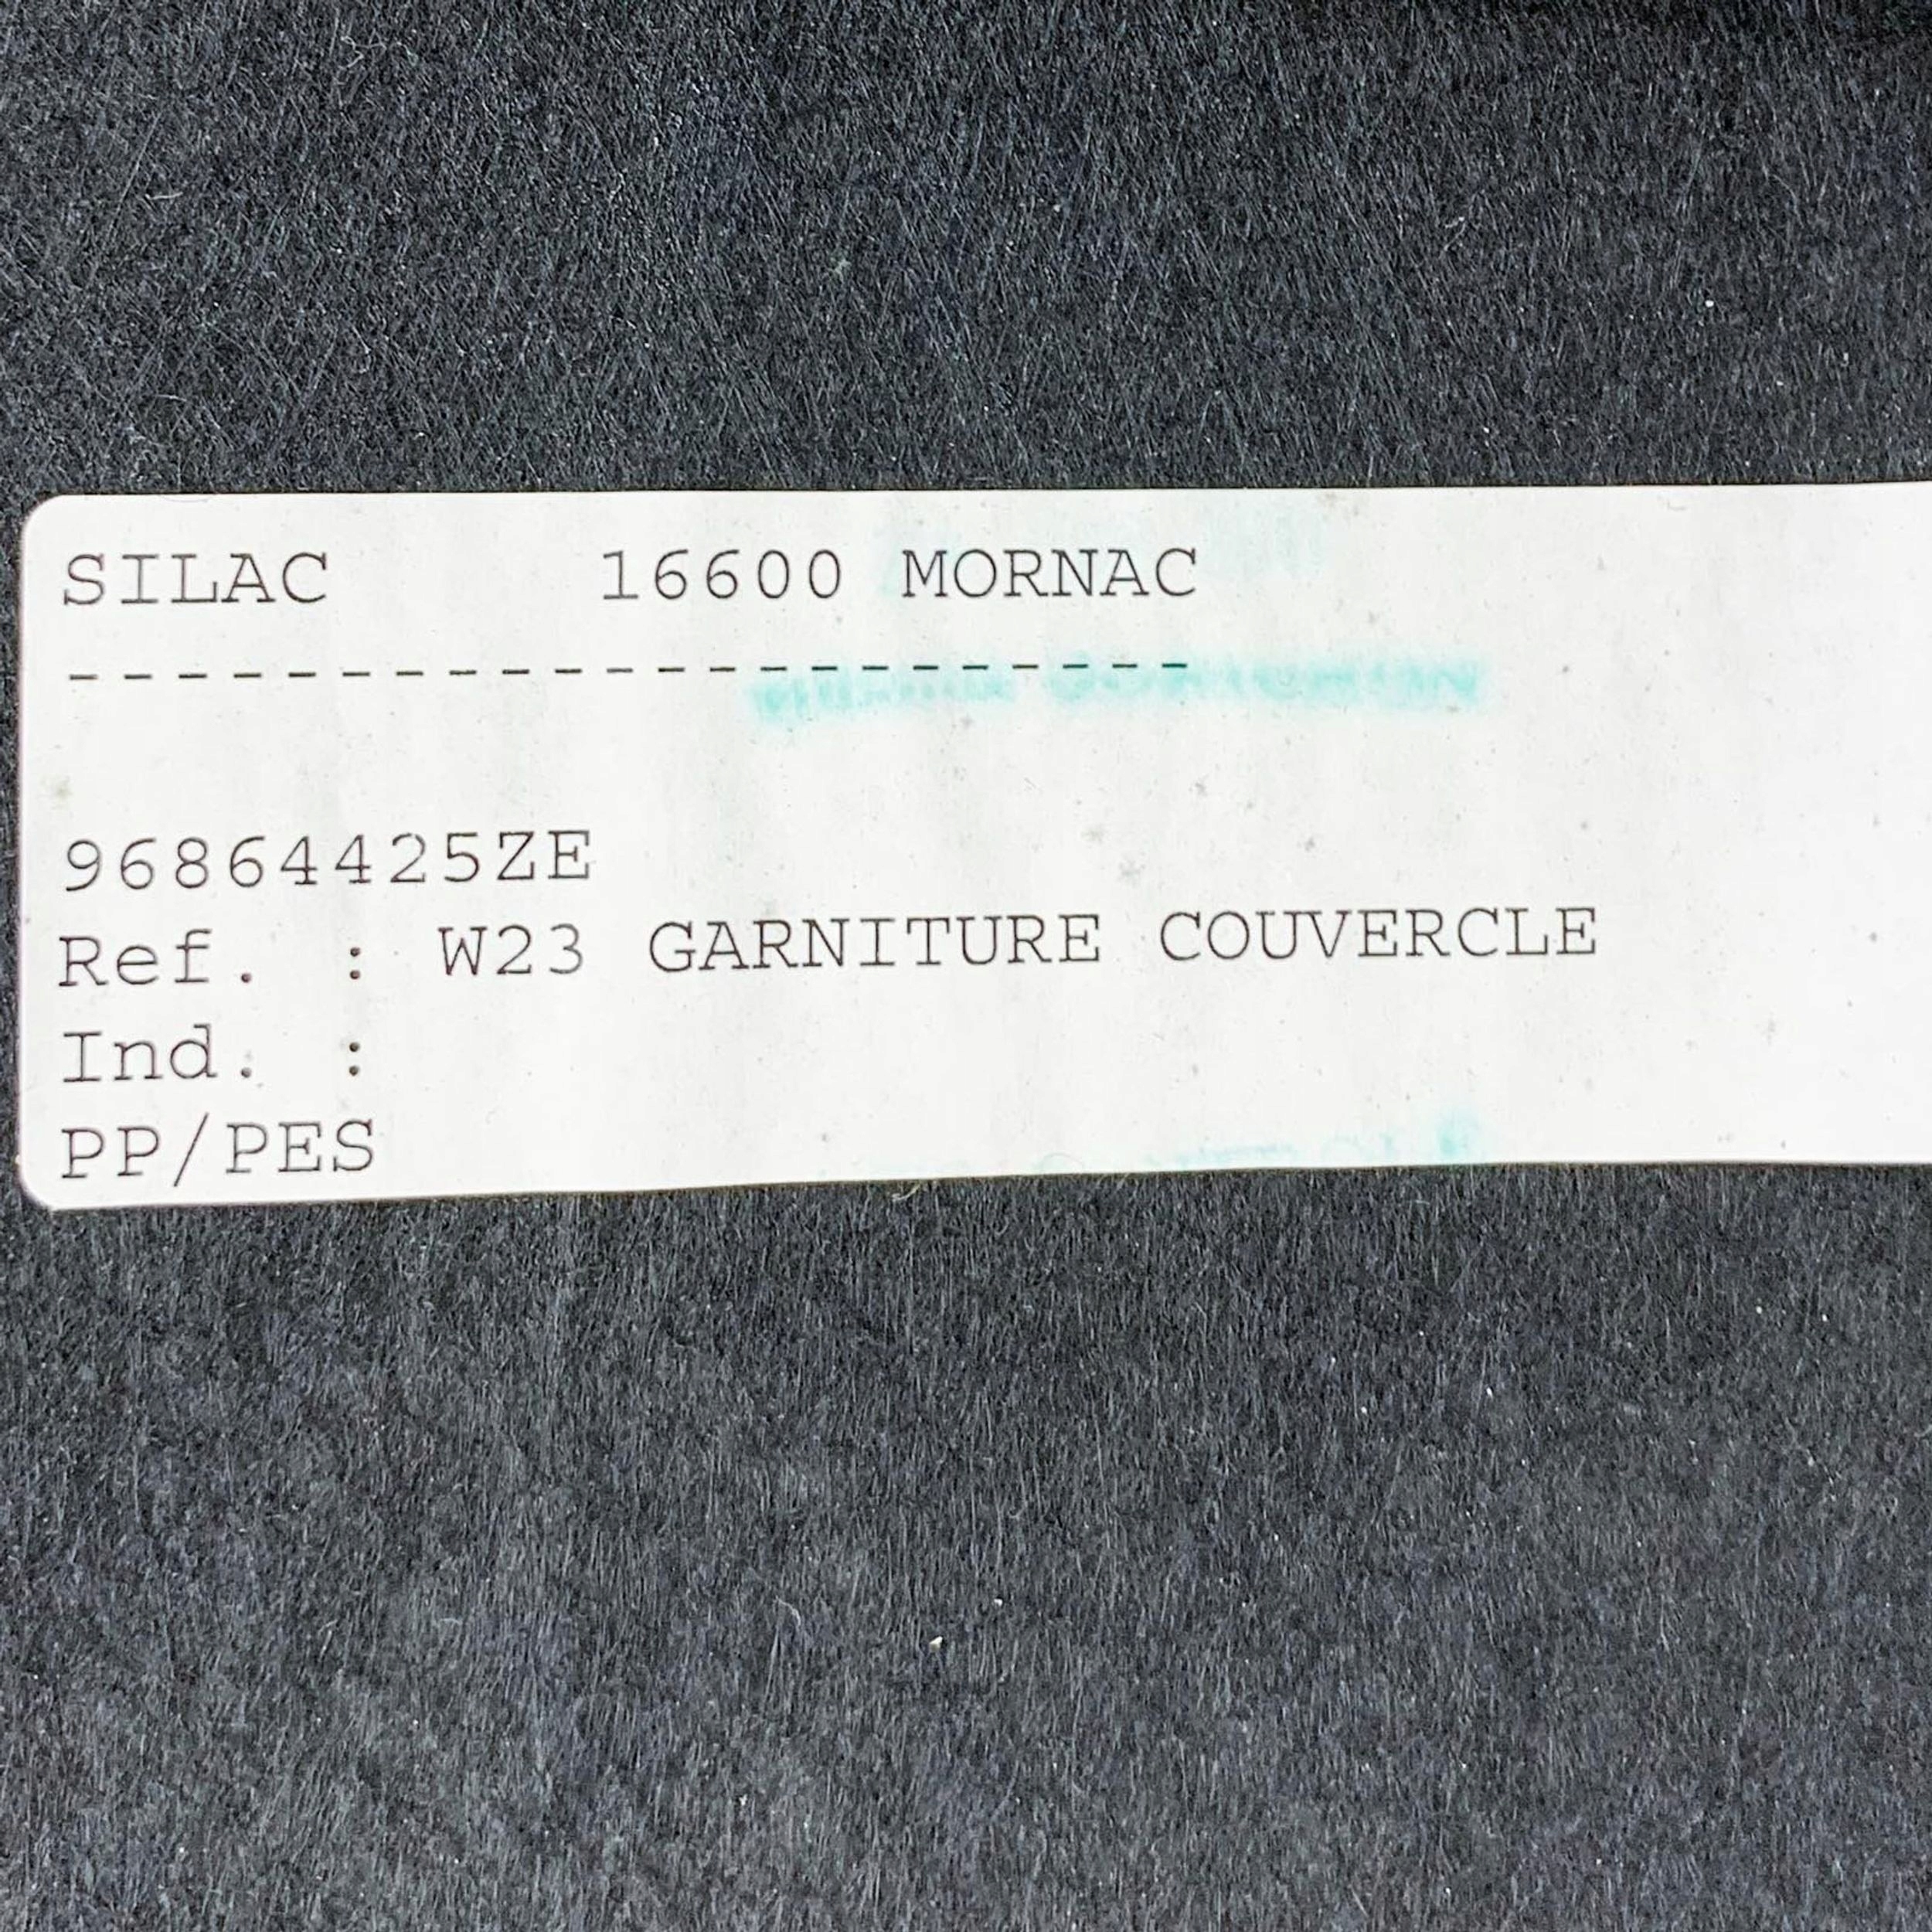 SILAC 16600 MORNAC
----------------------
96864425ZE
Ref. : W23 GARNITURE COUVERCLE
Ind. :
PP/PES